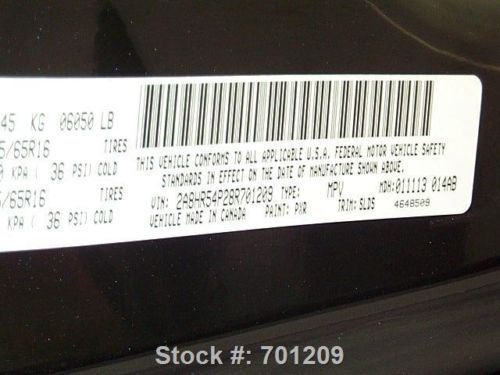 45 KG 06050 LB
5/65R16 TIRES
0 KPA ( 36 PSI) COLD
5/65R16 TIRES
KPA ( 36 PSI) COLD
THIS VEHICLE CONFORMS TO ALL APPLICABLE U.S.A. FEDERAL MOTOR VEHICLE SAFETY
STANDARDS IN EFFECT ON THE DATE OF MANUFACTURE SHOWN ABOVE.
VIN: 2A8HR54P28R701209 TYPE: MPV MDH:011113 014AB
VEHICLE MADE IN CANADA PAINT: PXR TRIM: SLDS 4648509
Stock #: 701209